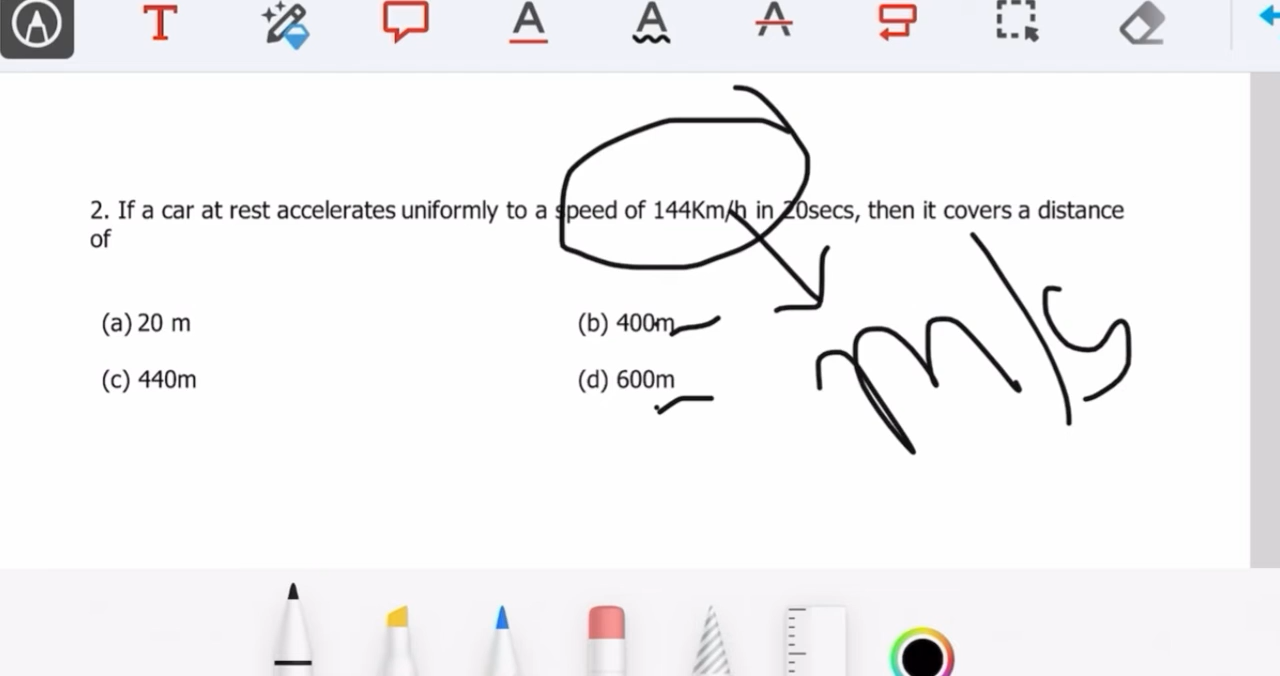 2. If a car at rest accelerates uniformly to a speed of 144Km/h in 20secs, then it covers a distance
of
(a) 20 m
(b) 400m
(c) 440m
(d) 600m
m/s